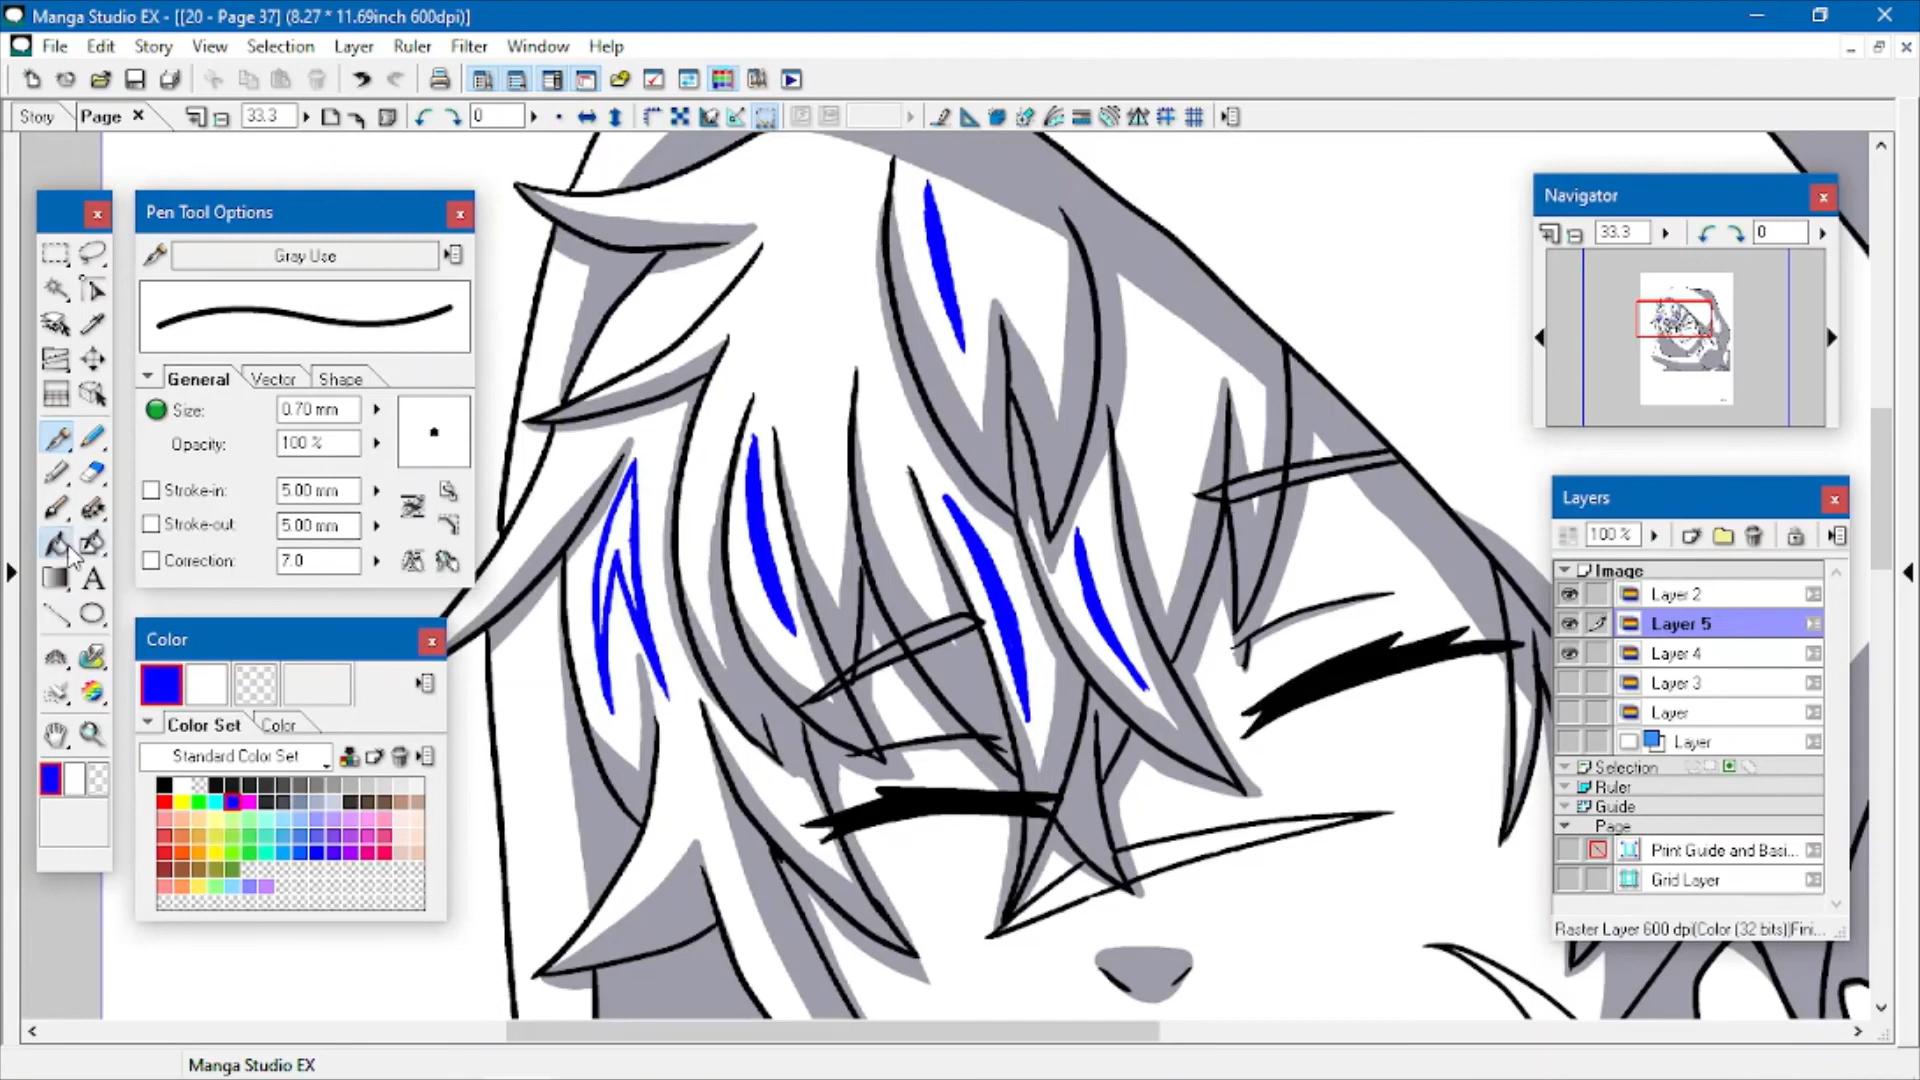 Manga Studio EX - [[20 - Page 37] (8.27 * 11.69inch 600dpi)]
File Edit Story View Selection Layer Ruler Filter Window Help
Story Page 33.3 0
Pen Tool Options
Gray Use
General Vector Shape
Size: 0.70 mm
Opacity: 100 %
Stroke-in: 5.00 mm
Stroke-out: 5.00 mm
Correction: 7.0
Color
Color Set Color
Standard Color Set
Navigator
33.3 0
Layers
100 %
Image
Layer 2
Layer 5
Layer 4
Layer 3
Layer
Layer
Selection
Ruler
Guide
Page
Print Guide and Basi...
Grid Layer
Raster Layer 600 dpi(Color (32 bits))Fini...
Manga Studio EX